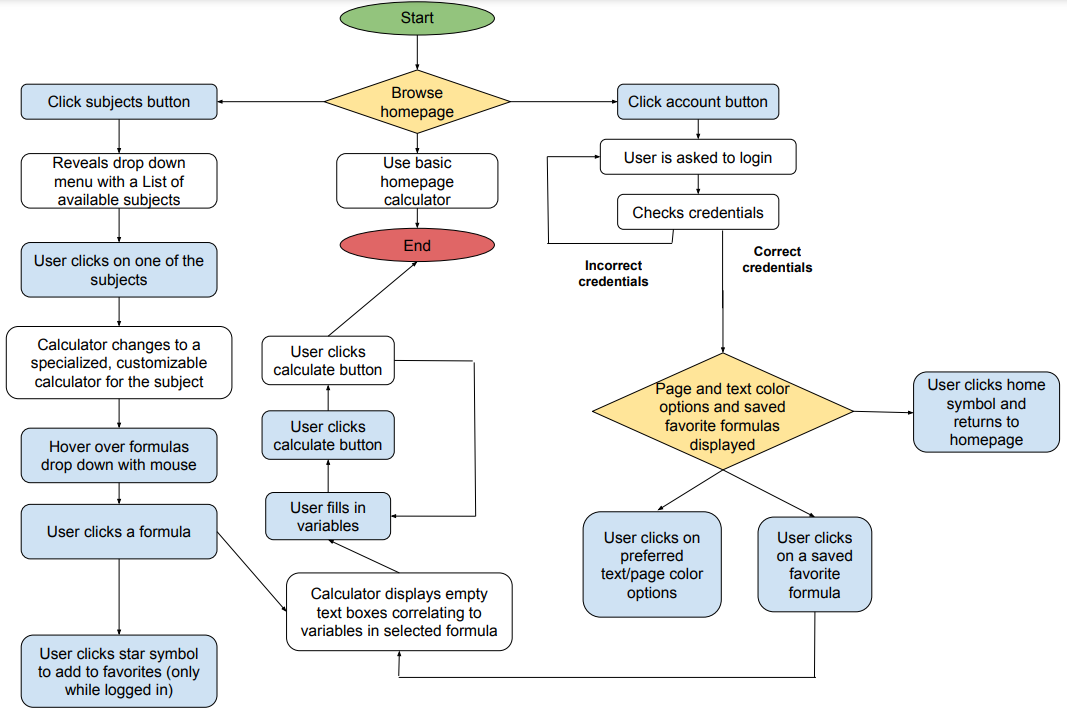 Start
Browse
homepage
Click subjects button
Click account button
Reveals drop down
menu with a List of
available subjects
Use basic
homepage
calculator
User is asked to login
Checks credentials
End
Incorrect
credentials
Correct
credentials
User clicks on one of the
subjects
Calculator changes to a
specialized, customizable
calculator for the subject
User clicks
calculate button
Page and text color
options and saved
favorite formulas
displayed
User clicks home
symbol and
returns to
homepage
Hover over formulas
drop down with mouse
User clicks
calculate button
User clicks a formula
User fills in
variables
User clicks on
preferred
text/page color
options
User clicks
on a saved
favorite
formula
Calculator displays empty
text boxes correlating to
variables in selected formula
User clicks star symbol
to add to favorites (only
while logged in)